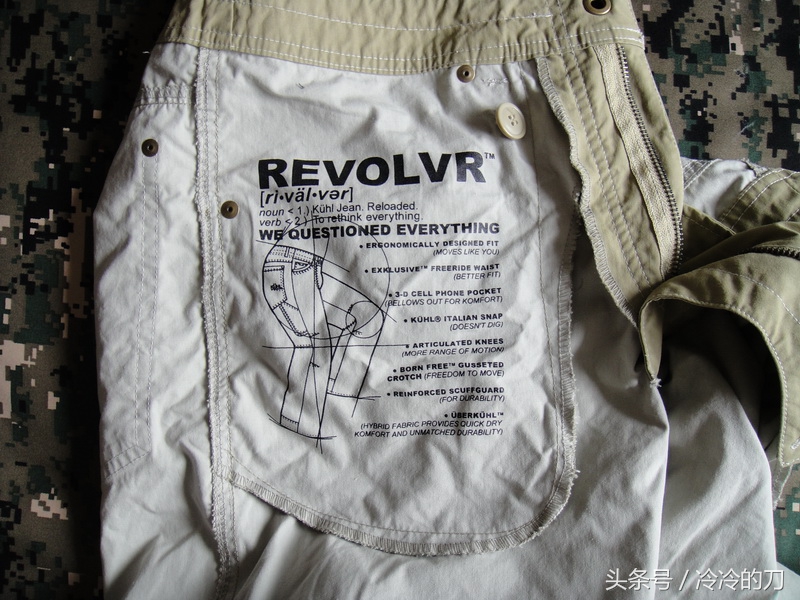 REVOLVR™
[ri•väl•vər]
noun < 1.) Kühl Jean. Reloaded.
verb < 2.) To rethink everything.
WE QUESTIONED EVERYTHING
• ERGONOMICALLY DESIGNED FIT
(MOVES LIKE YOU)
• EXKLUSIVE™ FREERIDE WAIST
(BETTER FIT)
• 3-D CELL PHONE POCKET
(BELLOWS OUT FOR KOMFORT)
• KÜHL® ITALIAN SNAP
(DOESN'T DIG)
• ARTICULATED KNEES
(MORE RANGE OF MOTION)
• BORN FREE™ GUSSETED
CROTCH (FREEDOM TO MOVE)
• REINFORCED SCUFFGUARD
(FOR DURABILITY)
• ÜBERKÜHL™
(HYBRID FABRIC PROVIDES QUICK DRY
KOMFORT AND UNMATCHED DURABILITY)
头条号 / 冷冷的刀